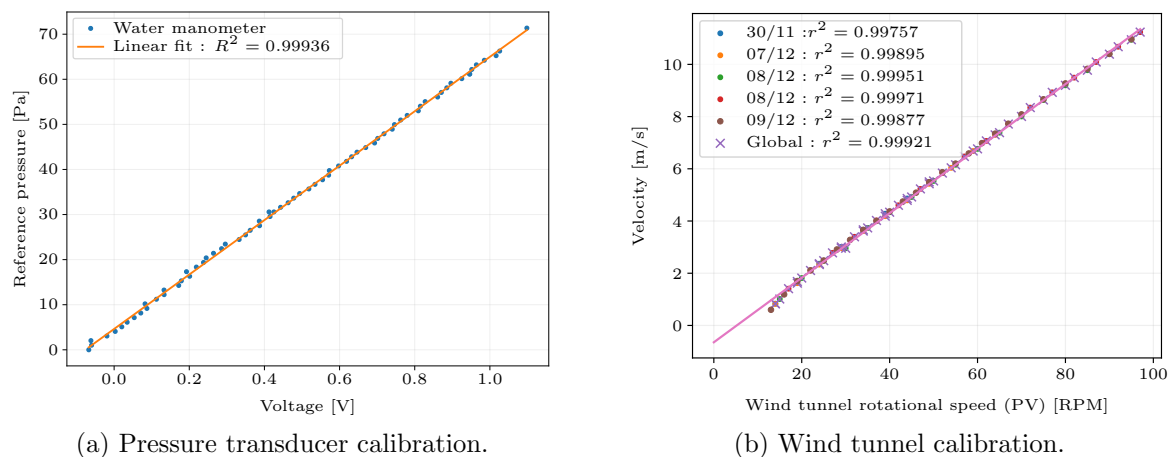 Water manometer
Linear fit : R² = 0.99936
Reference pressure [Pa]
70
60
50
40
30
20
10
0
0.0 0.2 0.4 0.6 0.8 1.0
Voltage [V]
(a) Pressure transducer calibration.
30/11 :r² = 0.99757
07/12 : r² = 0.99895
08/12 : r² = 0.99951
08/12 : r² = 0.99971
09/12 : r² = 0.99877
Global : r² = 0.99921
Velocity [m/s]
10
8
6
4
2
0
0 20 40 60 80 100
Wind tunnel rotational speed (PV) [RPM]
(b) Wind tunnel calibration.